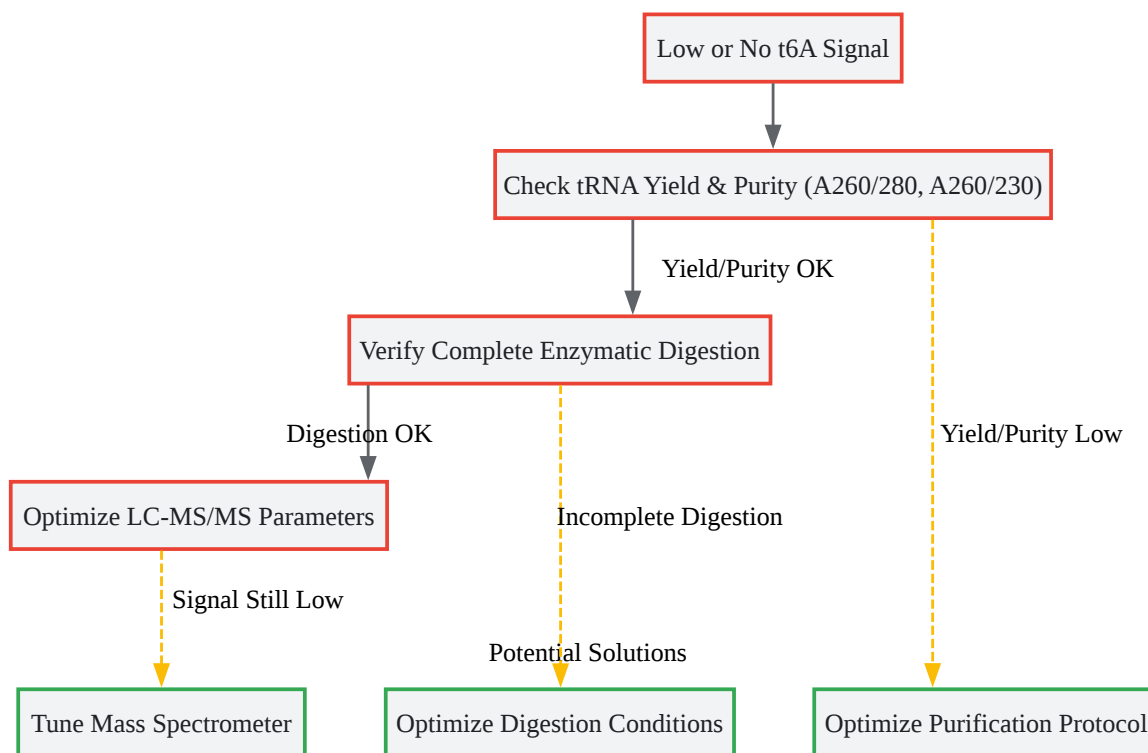 Low or No t6A Signal
Check tRNA Yield & Purity (A260/280, A260/230)
Yield/Purity OK
Verify Complete Enzymatic Digestion
Digestion OK
Yield/Purity Low
Optimize LC-MS/MS Parameters
Incomplete Digestion
Signal Still Low
Potential Solutions
Tune Mass Spectrometer
Optimize Digestion Conditions
Optimize Purification Protocol